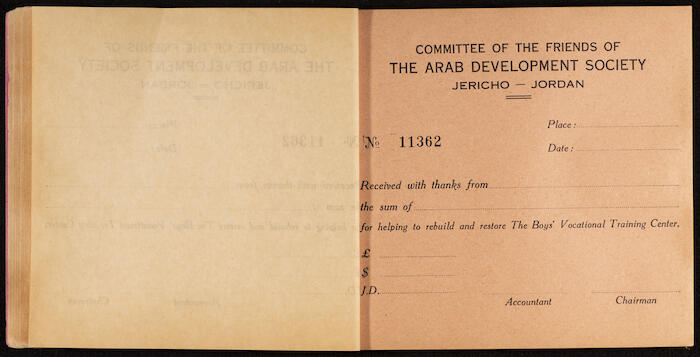 COMMITTEE OF THE FRIENDS OF
THE ARAB DEVELOPMENT SOCIETY
JERICHO — JORDAN
Place:
Nº 11362
Date:
Received with thanks from
the sum of
for helping to rebuild and restore The Boys' Vocational Training Center.
£
$
J.D.
Accountant Chairman